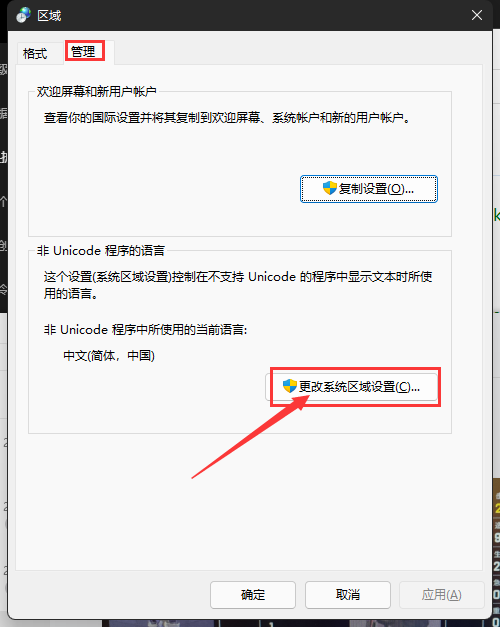 区域
格式
管理
欢迎屏幕和新用户帐户
查看你的国际设置并将其复制到欢迎屏幕、系统帐户和新的用户帐户。
复制设置(O)...
非 Unicode 程序的语言
这个设置(系统区域设置)控制在不支持 Unicode 的程序中显示文本时所使
用的语言。
非 Unicode 程序中所使用的当前语言:
中文(简体，中国)
更改系统区域设置(C)...
确定
取消
应用(A)